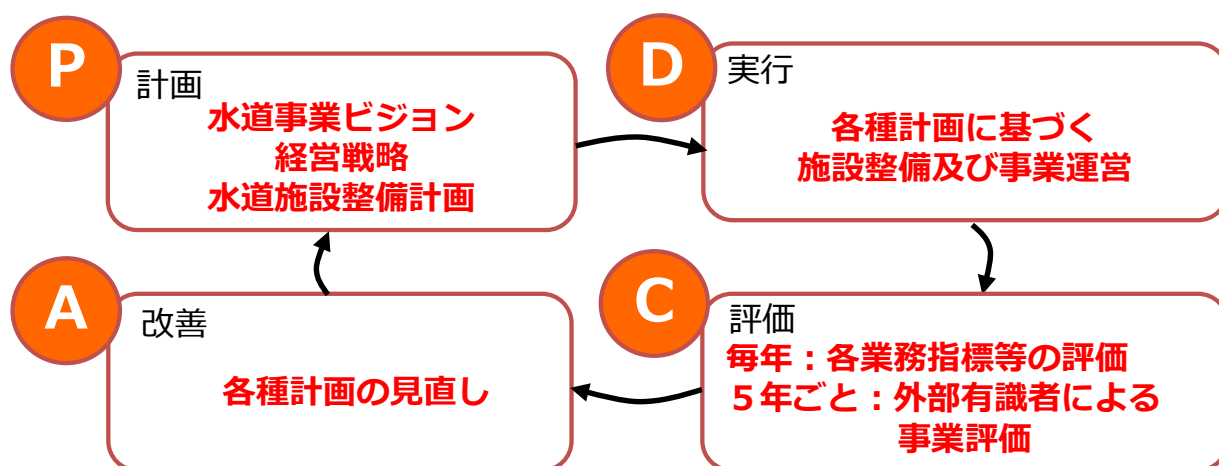 P
計画
水道事業ビジョン
経営戦略
水道施設整備計画
D
実行
各種計画に基づく
施設整備及び事業運営
A
改善
各種計画の見直し
C
評価
毎年：各業務指標等の評価
５年ごと：外部有識者による
事業評価